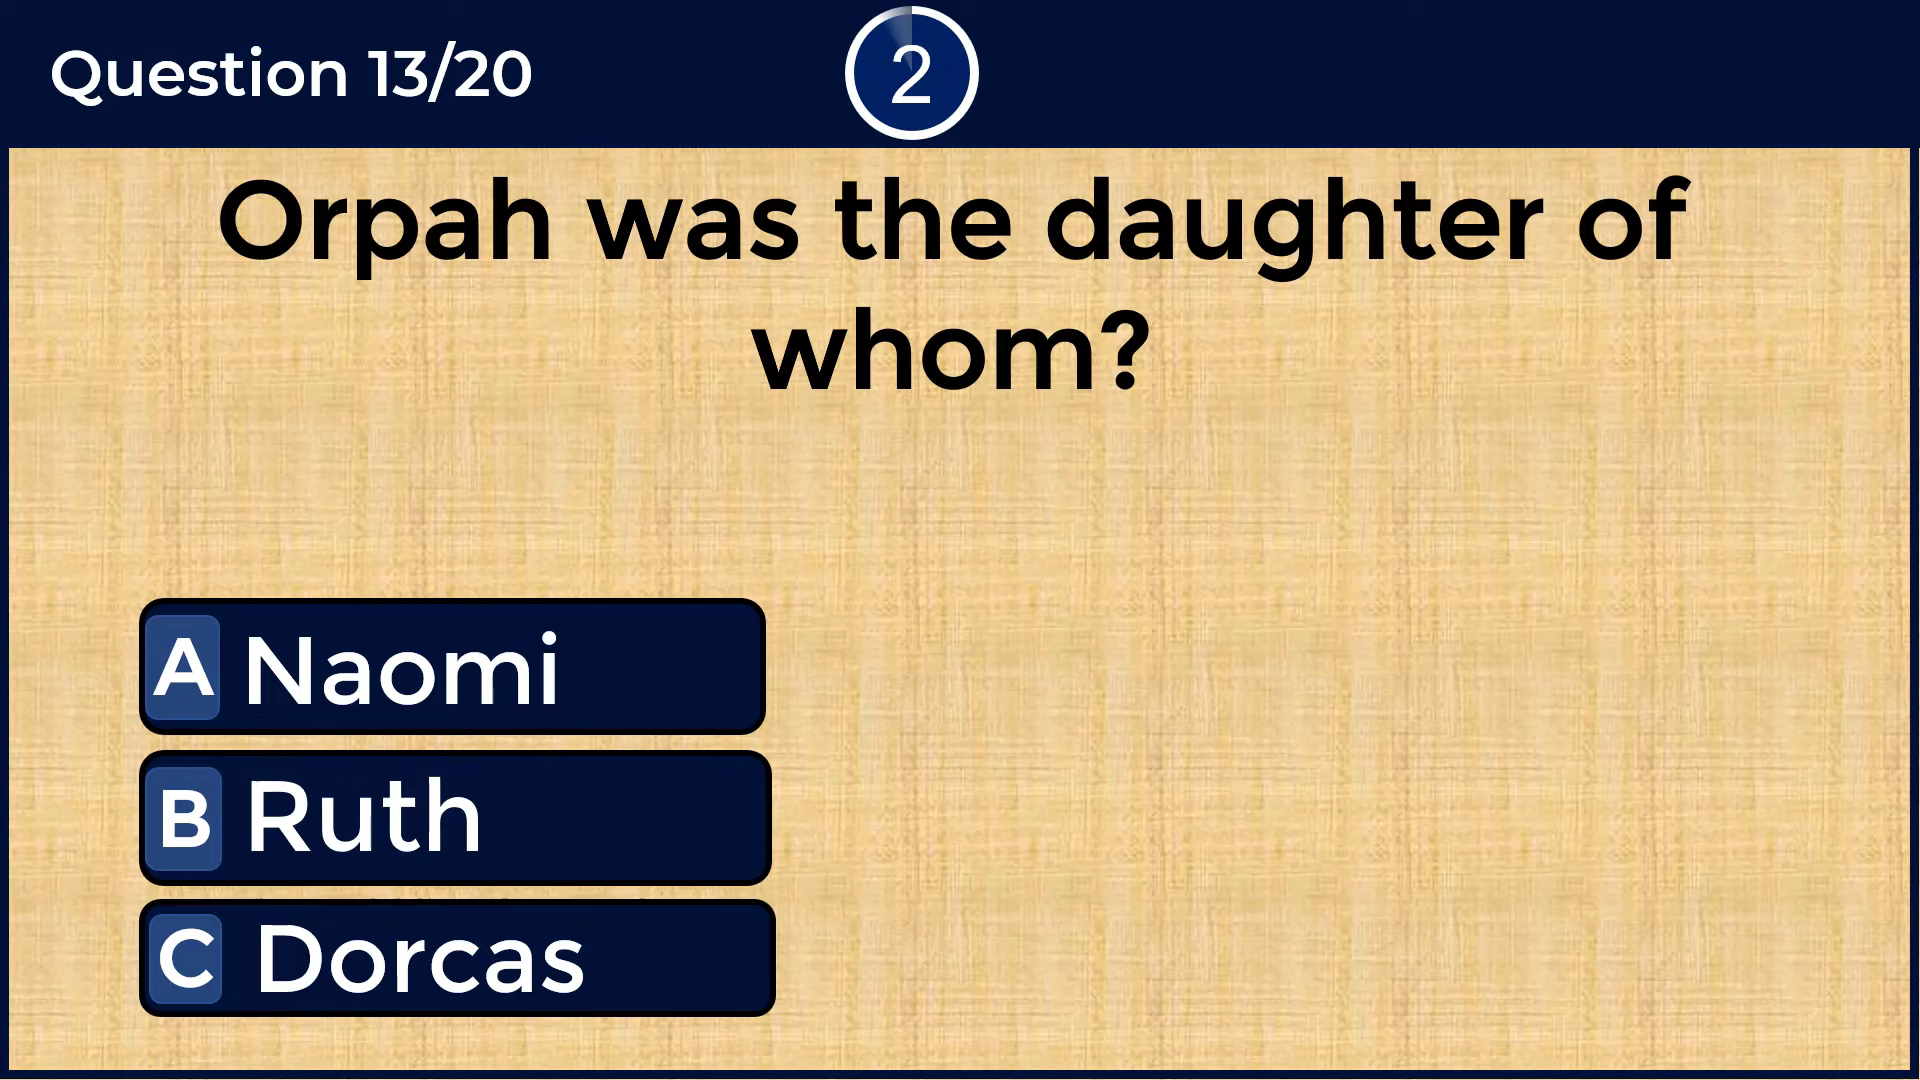 Question 13/20
2
Orpah was the daughter of
whom?
A Naomi
B Ruth
C Dorcas